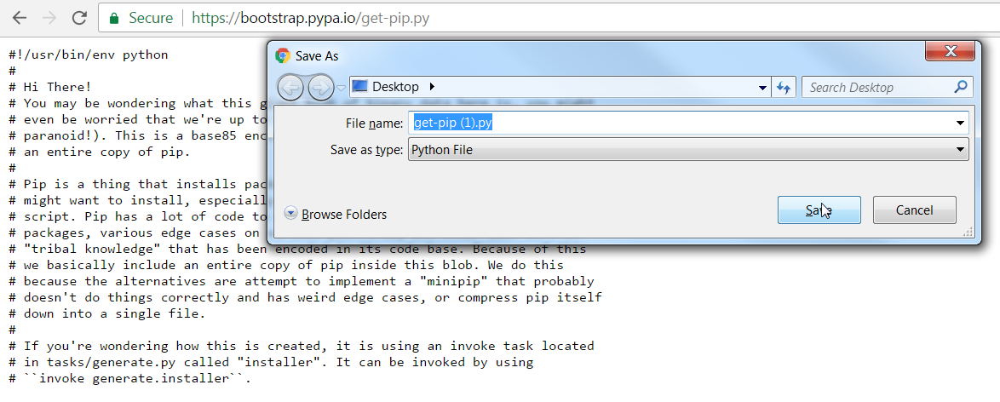 Secure https://bootstrap.pypa.io/get-pip.py
#!/usr/bin/env python
#
# Hi There!
# You may be wondering what this
# even be worried that we're up to
# paranoid!). This is a base85 enc
# an entire copy of pip.
#
# Pip is a thing that installs pac
# might want to install, especiall
# script. Pip has a lot of code to
# packages, various edge cases on
# "tribal knowledge" that has been encoded in its code base. Because of this
# we basically include an entire copy of pip inside this blob. We do this
# because the alternatives are attempt to implement a "minipip" that probably
# doesn't do things correctly and has weird edge cases, or compress pip itself
# down into a single file.
#
# If you're wondering how this is created, it is using an invoke task located
# in tasks/generate.py called "installer". It can be invoked by using
# ``invoke generate.installer``.
Save As
Desktop
Search Desktop
File name: get-pip (1).py
Save as type: Python File
Browse Folders
Save Cancel